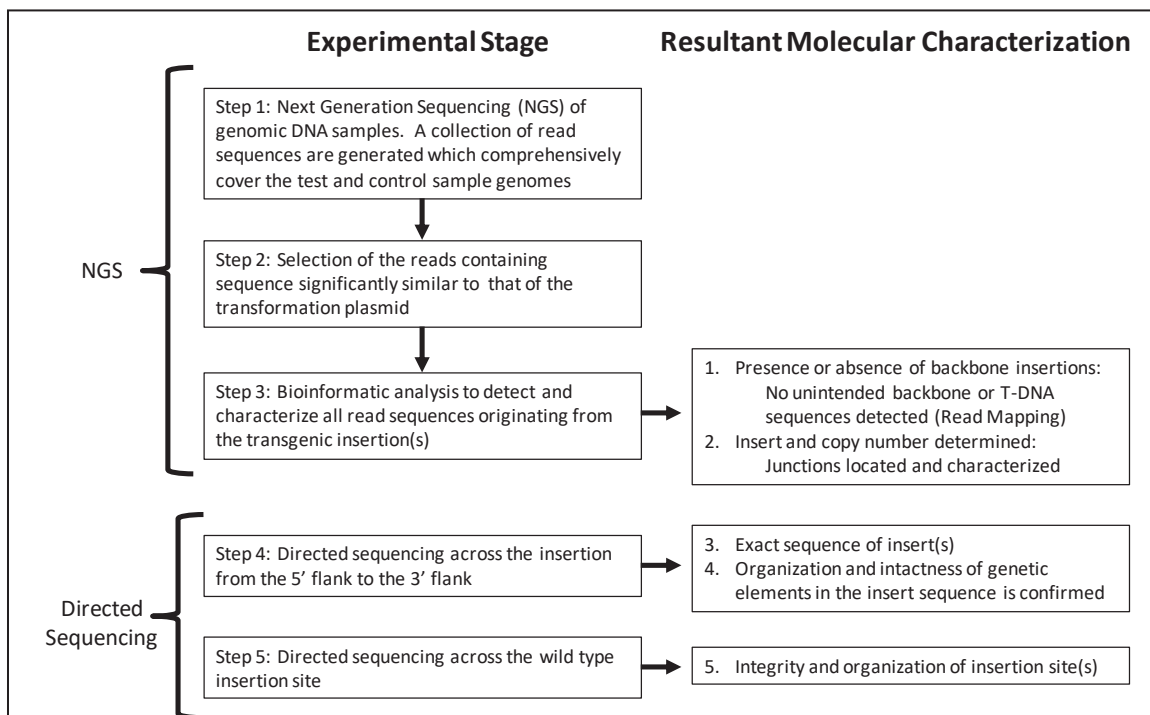 Experimental Stage
Resultant Molecular Characterization
NGS
Step 1: Next Generation Sequencing (NGS) of
genomic DNA samples. A collection of read
sequences are generated which comprehensively
cover the test and control sample genomes
Step 2: Selection of the reads containing
sequence significantly similar to that of the
transformation plasmid
Step 3: Bioinformatic analysis to detect and
characterize all read sequences originating from
the transgenic insertion(s)
1. Presence or absence of backbone insertions:
No unintended backbone or T-DNA
sequences detected (Read Mapping)
2. Insert and copy number determined:
Junctions located and characterized
Directed
Sequencing
Step 4: Directed sequencing across the insertion
from the 5’ flank to the 3’ flank
3. Exact sequence of insert(s)
4. Organization and intactness of genetic
elements in the insert sequence is confirmed
Step 5: Directed sequencing across the wild type
insertion site
5. Integrity and organization of insertion site(s)